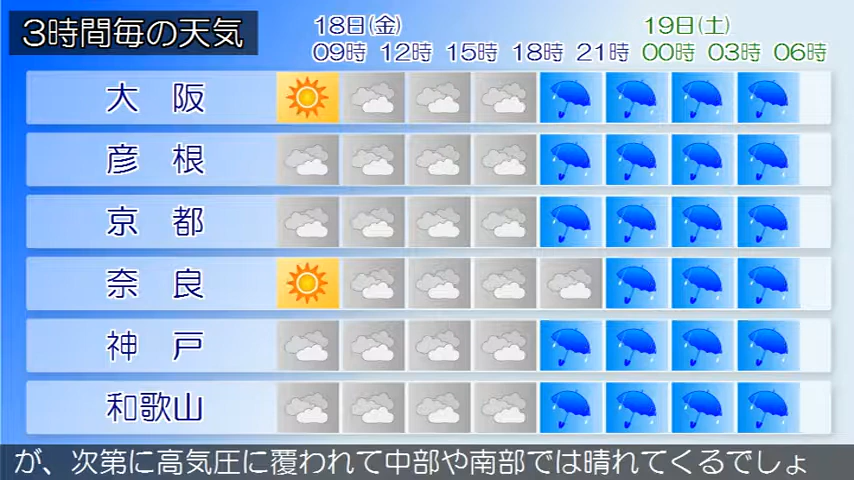 3時間毎の天気
18日(金) 19日(土)
09時 12時 15時 18時 21時 00時 03時 06時
大阪
彦根
京都
奈良
神戸
和歌山
が、次第に高気圧に覆われて中部や南部では晴れてくるでしょ